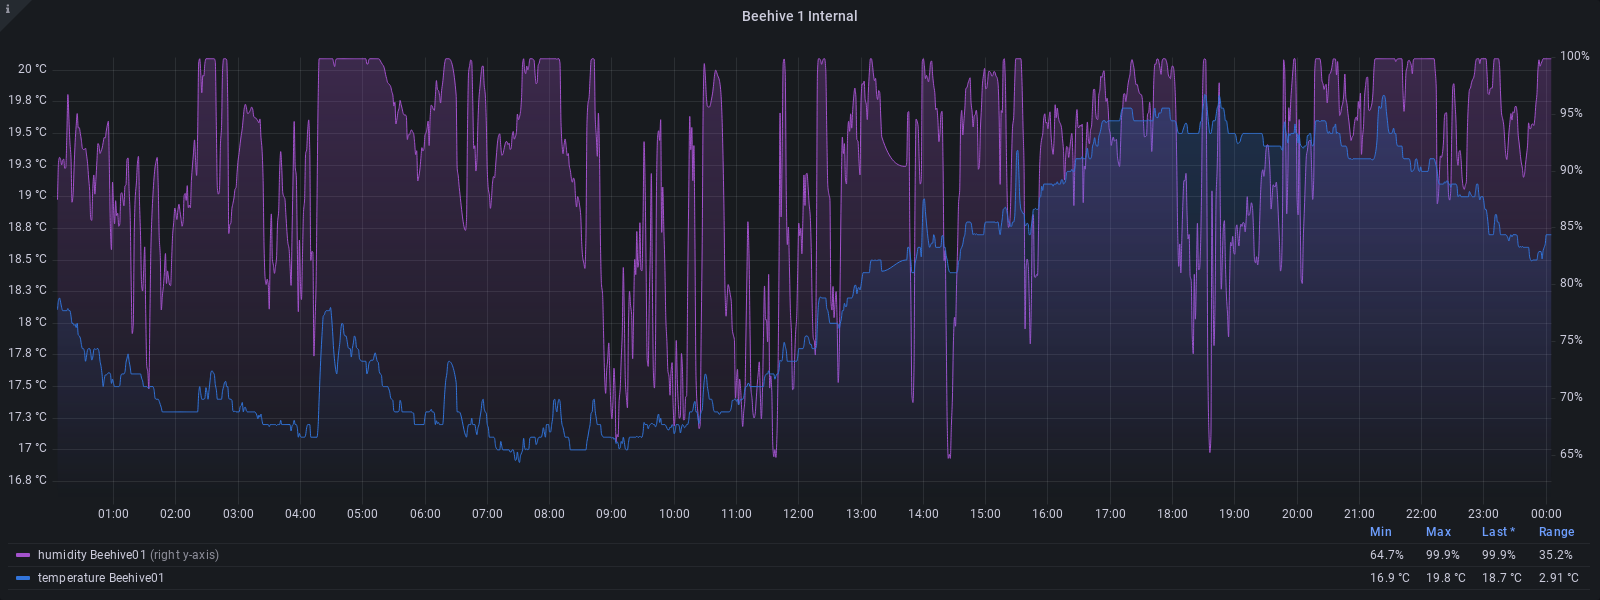 i
Beehive 1 Internal
20 °C 100%
19.8 °C 95%
19.5 °C
19.3 °C 90%
19 °C
18.8 °C 85%
18.5 °C
18.3 °C 80%
18 °C 75%
17.8 °C
17.5 °C 70%
17.3 °C
17 °C 65%
16.8 °C
01:00 02:00 03:00 04:00 05:00 06:00 07:00 08:00 09:00 10:00 11:00 12:00 13:00 14:00 15:00 16:00 17:00 18:00 19:00 20:00 21:00 22:00 23:00 00:00
Min Max Last * Range
humidity Beehive01 (right y-axis) 64.7% 99.9% 99.9% 35.2%
temperature Beehive01 16.9 °C 19.8 °C 18.7 °C 2.91 °C